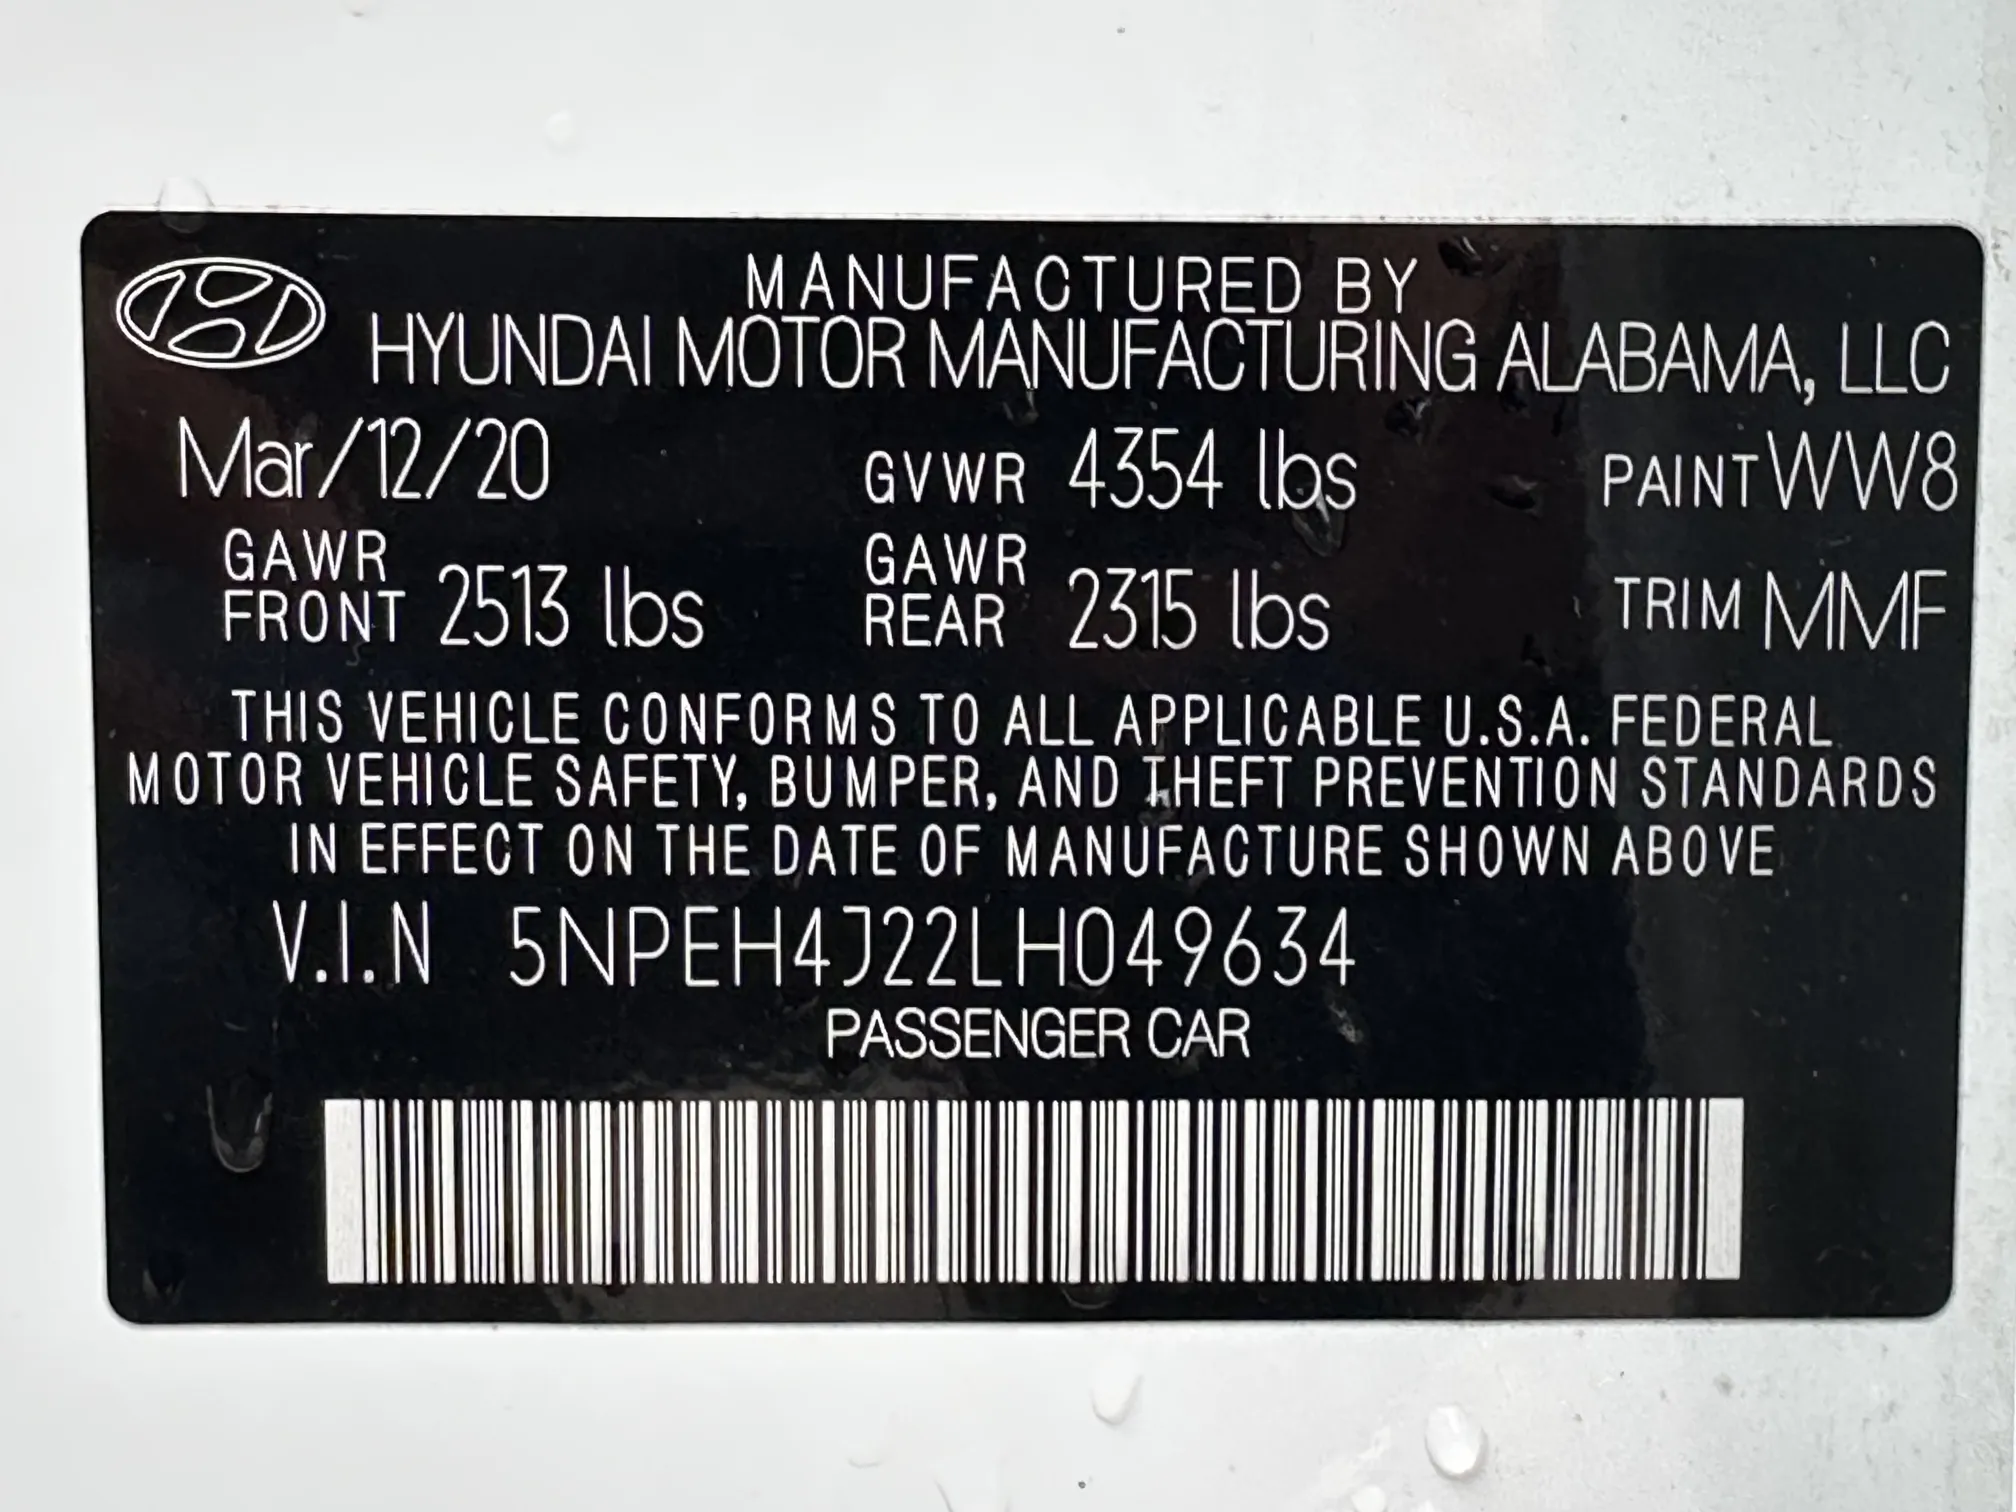 MANUFACTURED BY
HYUNDAI MOTOR MANUFACTURING ALABAMA, LLC
Mar/12/20 GVWR 4354 lbs PAINT WW8
GAWR FRONT 2513 lbs GAWR REAR 2315 lbs TRIM MMF
THIS VEHICLE CONFORMS TO ALL APPLICABLE U.S.A. FEDERAL
MOTOR VEHICLE SAFETY, BUMPER, AND THEFT PREVENTION STANDARDS
IN EFFECT ON THE DATE OF MANUFACTURE SHOWN ABOVE
V.I.N 5NPEH4J22LH049634
PASSENGER CAR